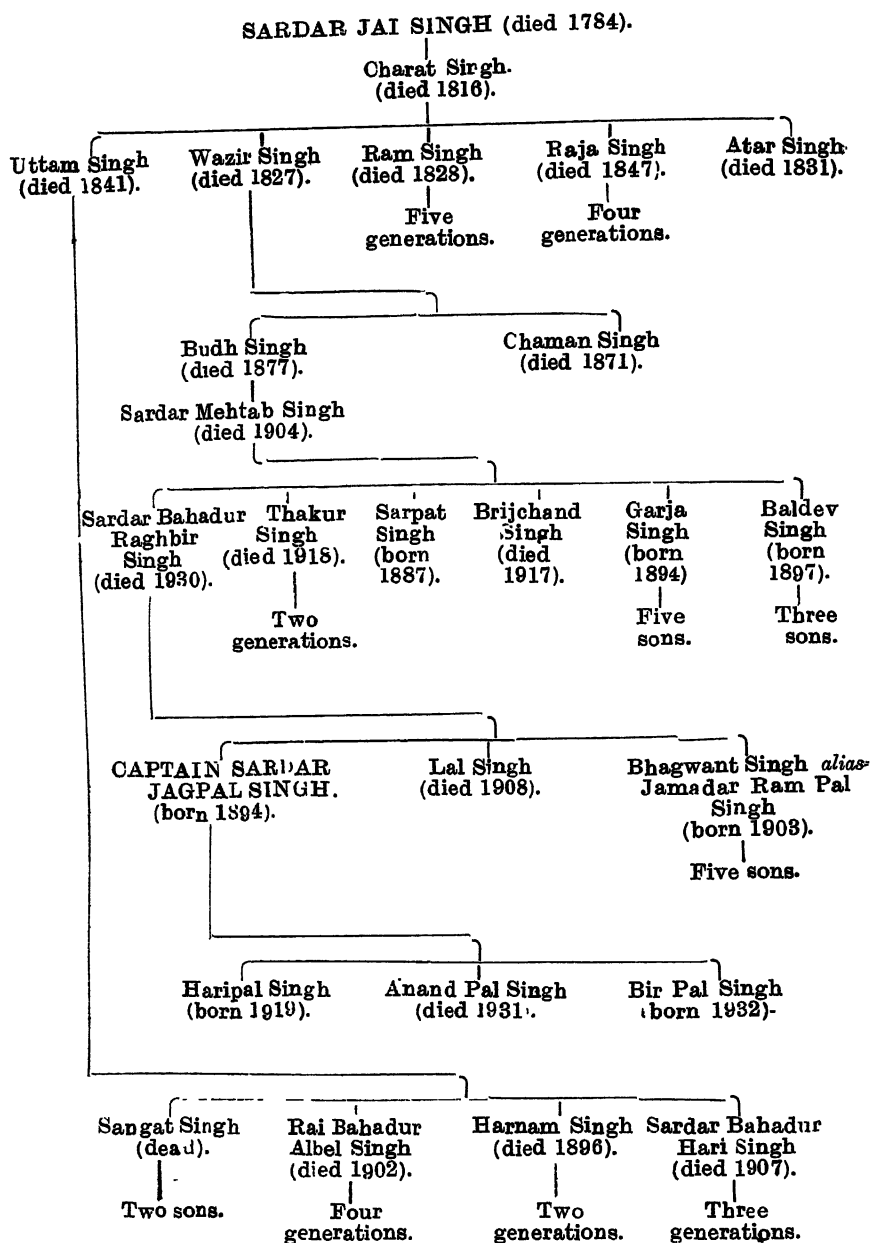 SARDAR JAI SINGH (died 1784).
Charat Singh.
(died 1816).
Uttam Singh
(died 1841).
Wazir Singh
(died 1827).
Ram Singh
(died 1828).
Raja Singh
(died 1847).
Atar Singh
(died 1831).
Five
generations.
Four
generations.
Budh Singh
(died 1877).
Chaman Singh
(died 1871).
Sardar Mehtab Singh
(died 1904).
Sardar Bahadur
Raghbir
Singh
(died 1930).
Thakur
Singh
(died 1918).
Sarpat
Singh
(born
1887).
Brijchand
Singh
(died
1917).
Garja
Singh
(born
1894)
Baldev
Singh
(born
1897).
Two
generations.
Five
sons.
Three
sons.
CAPTAIN SARDAR
JAGPAL SINGH.
(born 1894).
Lal Singh
(died 1908).
Bhagwant Singh alias
Jamadar Ram Pal
Singh
(born 1903).
Five sons.
Haripal Singh
(born 1919).
Anand Pal Singh
(died 1931).
Bir Pal Singh
(born 1932)-
Sangat Singh
(dead).
Rai Bahadur
Albel Singh
(died 1902).
Harnam Singh
(died 1896).
Sardar Bahadur
Hari Singh
(died 1907).
Two sons.
Four
generations.
Two
generations.
Three
generations.